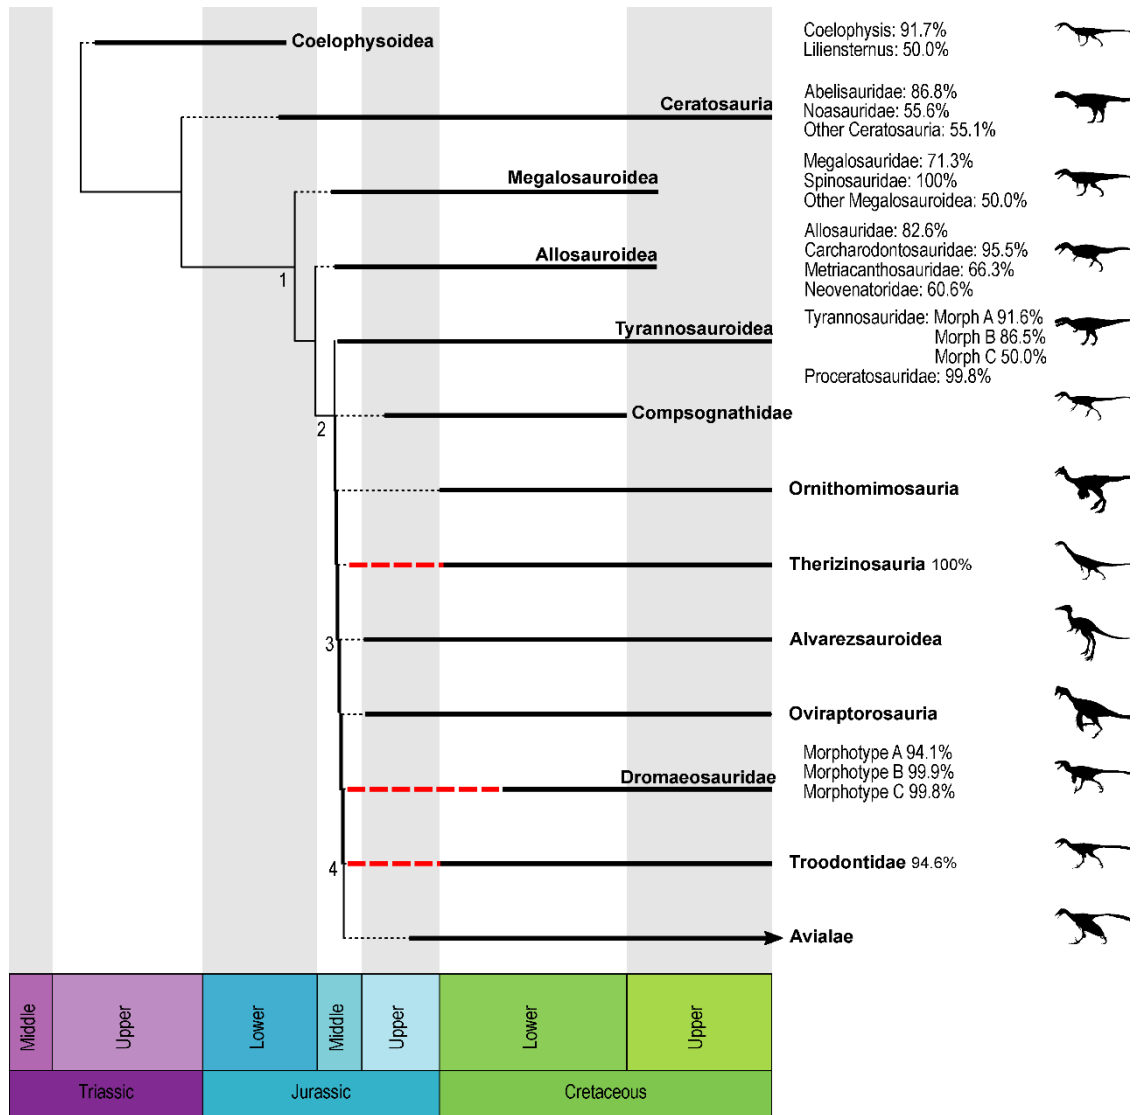 Coelophysoidea
Coelophysis: 91.7%
Liliensternus: 50.0%
Ceratosauria
Abelisauridae: 86.8%
Noasauridae: 55.6%
Other Ceratosauria: 55.1%
Megalosauroidea
Megalosauridae: 71.3%
Spinosauridae: 100%
Other Megalosauroidea: 50.0%
Allosauroidea
Allosauridae: 82.6%
Carcharodontosauridae: 95.5%
Metriacanthosauridae: 66.3%
Neovenatoridae: 60.6%
1
Tyrannosauroidea
Tyrannosauridae: Morph A 91.6%
Morph B 86.5%
Morph C 50.0%
Proceratosauridae: 99.8%
Compsognathidae
2
Ornithomimosauria
Therizinosauria 100%
3
Alvarezsauroidea
Oviraptorosauria
Dromaeosauridae
Morphotype A 94.1%
Morphotype B 99.9%
Morphotype C 99.8%
4
Troodontidae 94.6%
Avialae
Middle
Upper
Lower
Middle
Upper
Lower
Upper
Triassic
Jurassic
Cretaceous